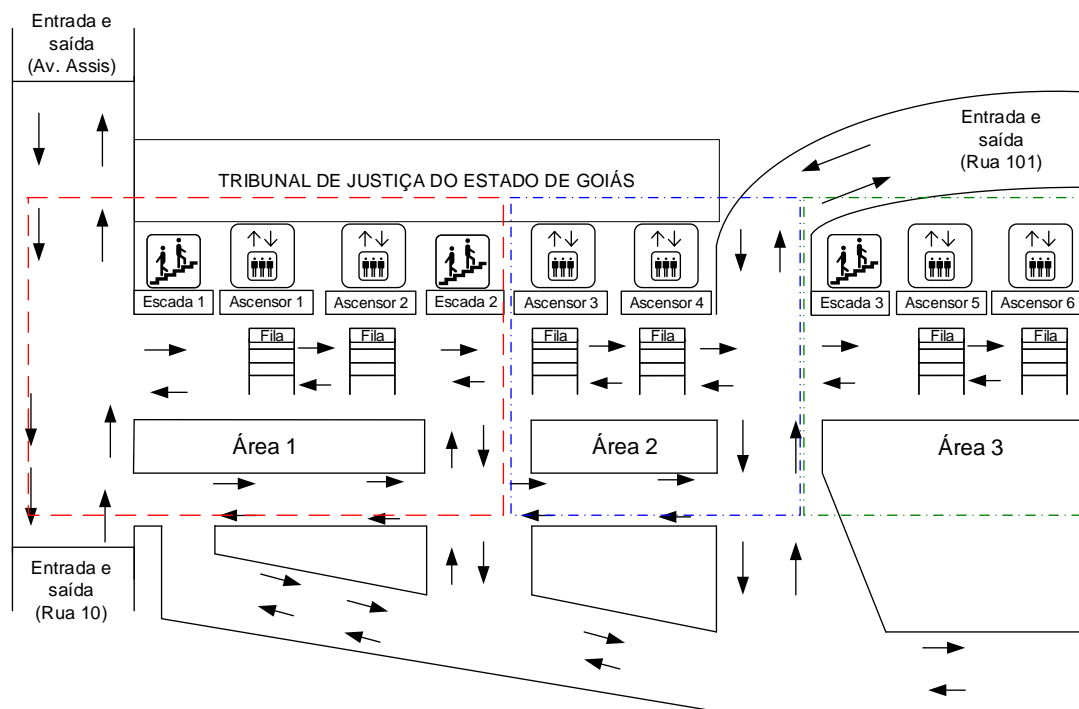 Entrada e
saída
(Av. Assis)
Entrada e
saída
(Rua 101)
TRIBUNAL DE JUSTIÇA DO ESTADO DE GOIÁS
Escada 1
Ascensor 1
Ascensor 2
Escada 2
Ascensor 3
Ascensor 4
Escada 3
Ascensor 5
Ascensor 6
Fila
Fila
Fila
Fila
Fila
Fila
Área 1
Área 2
Área 3
Entrada e
saída
(Rua 10)